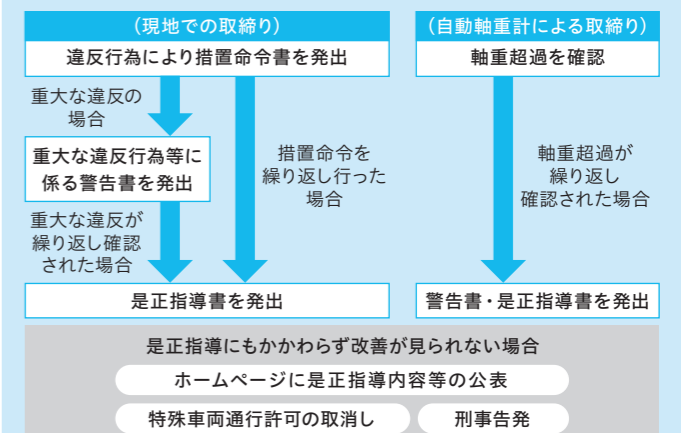 (現地での取締り)
違反行為により措置命令書を発出
重大な違反の
場合
重大な違反行為等に
係る警告書を発出
重大な違反が
繰り返し確認
された場合
措置命令を
繰り返し行った
場合
是正指導書を発出
(自動軸重計による取締り)
軸重超過を確認
軸重超過が
繰り返し
確認された場合
警告書・是正指導書を発出
是正指導にもかかわらず改善が見られない場合
ホームページに是正指導内容等の公表
特殊車両通行許可の取消し
刑事告発